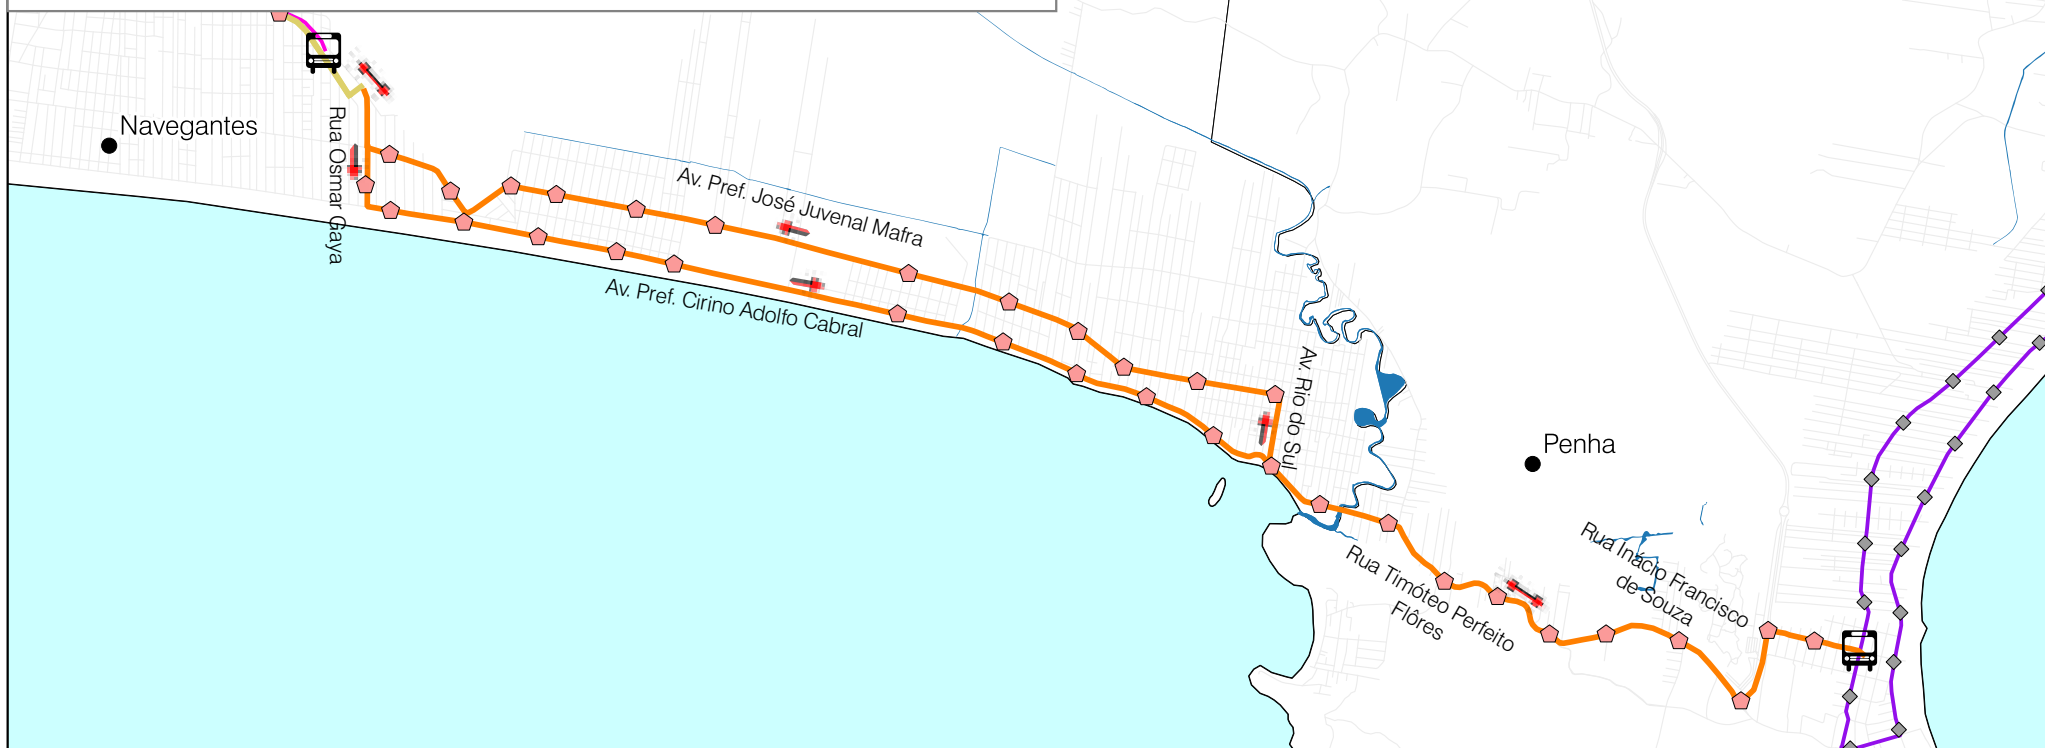 Navegantes
Rua Osmar Gaya
Av. Pref. José Juvenal Mafra
Av. Pref. Cirino Adolfo Cabral
Av. Rio do Sul
Penha
Rua Timóteo Perfeito
Flôres
Rua Inácio Francisco
de Souza